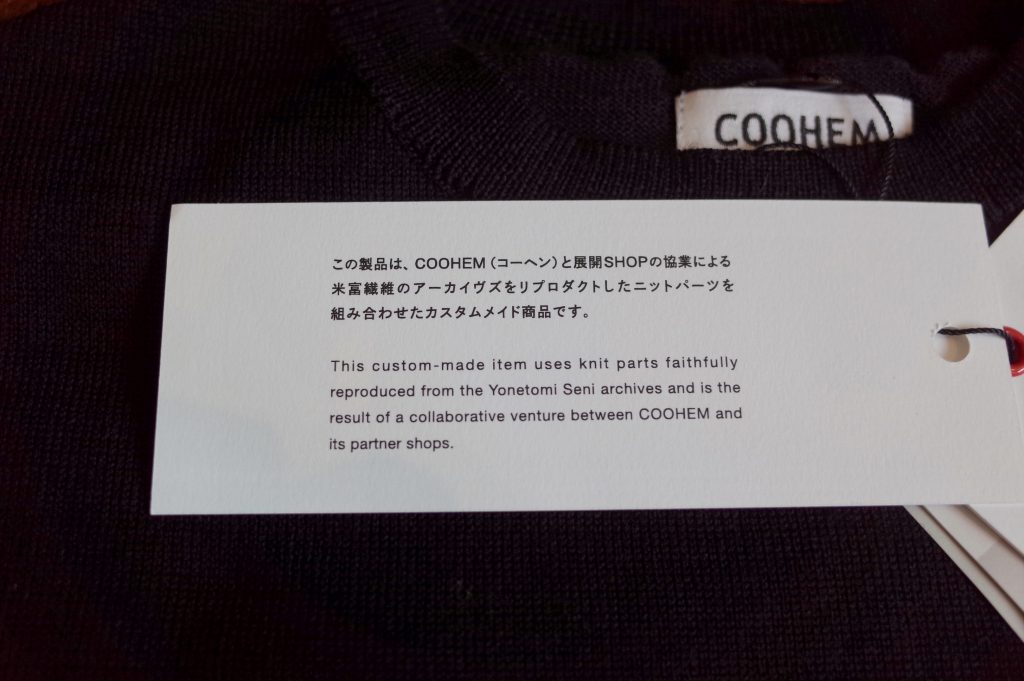 COOHEM
この製品は、COOHEM（コーヘン）と展開SHOPの協業による
米富繊維のアーカイヴズをリプロダクトしたニットパーツを
組み合わせたカスタムメイド商品です。
This custom-made item uses knit parts faithfully
reproduced from the Yonetomi Seni archives and is the
result of a collaborative venture between COOHEM and
its partner shops.